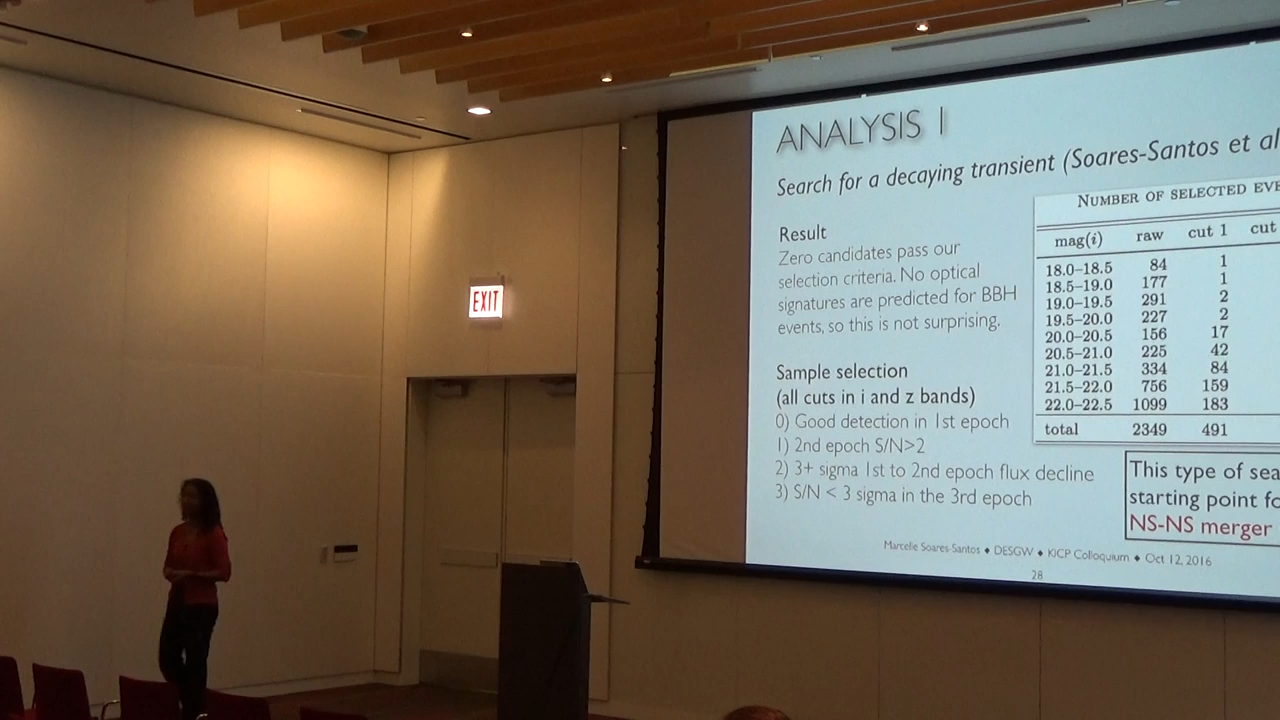 ANALYSIS I
Search for a decaying transient (Soares-Santos et al
Result
Zero candidates pass our
selection criteria. No optical
signatures are predicted for BBH
events, so this is not surprising.
Sample selection
(all cuts in i and z bands)
0) Good detection in 1st epoch
1) 2nd epoch S/N>2
2) 3+ sigma 1st to 2nd epoch flux decline
3) S/N < 3 sigma in the 3rd epoch
NUMBER OF SELECTED EVE
mag(i) raw cut 1 cut
18.0–18.5 84 1
18.5–19.0 177 1
19.0–19.5 291 2
19.5–20.0 227 2
20.0–20.5 156 17
20.5–21.0 225 42
21.0–21.5 334 84
21.5–22.0 756 159
22.0–22.5 1099 183
total 2349 491
This type of sea
starting point fo
NS-NS merger
Marcelle Soares-Santos ◆ DESGW ◆ KICP Colloquium ◆ Oct 12, 2016
28
EXIT